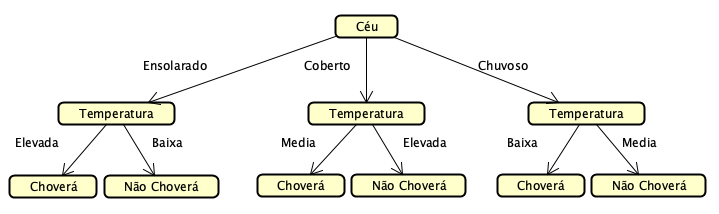 Céu
Ensolarado Coberto Chuvoso
Temperatura Temperatura Temperatura
Elevada Baixa Media Elevada Baixa Media
Choverá Não Choverá Choverá Não Choverá Choverá Não Choverá